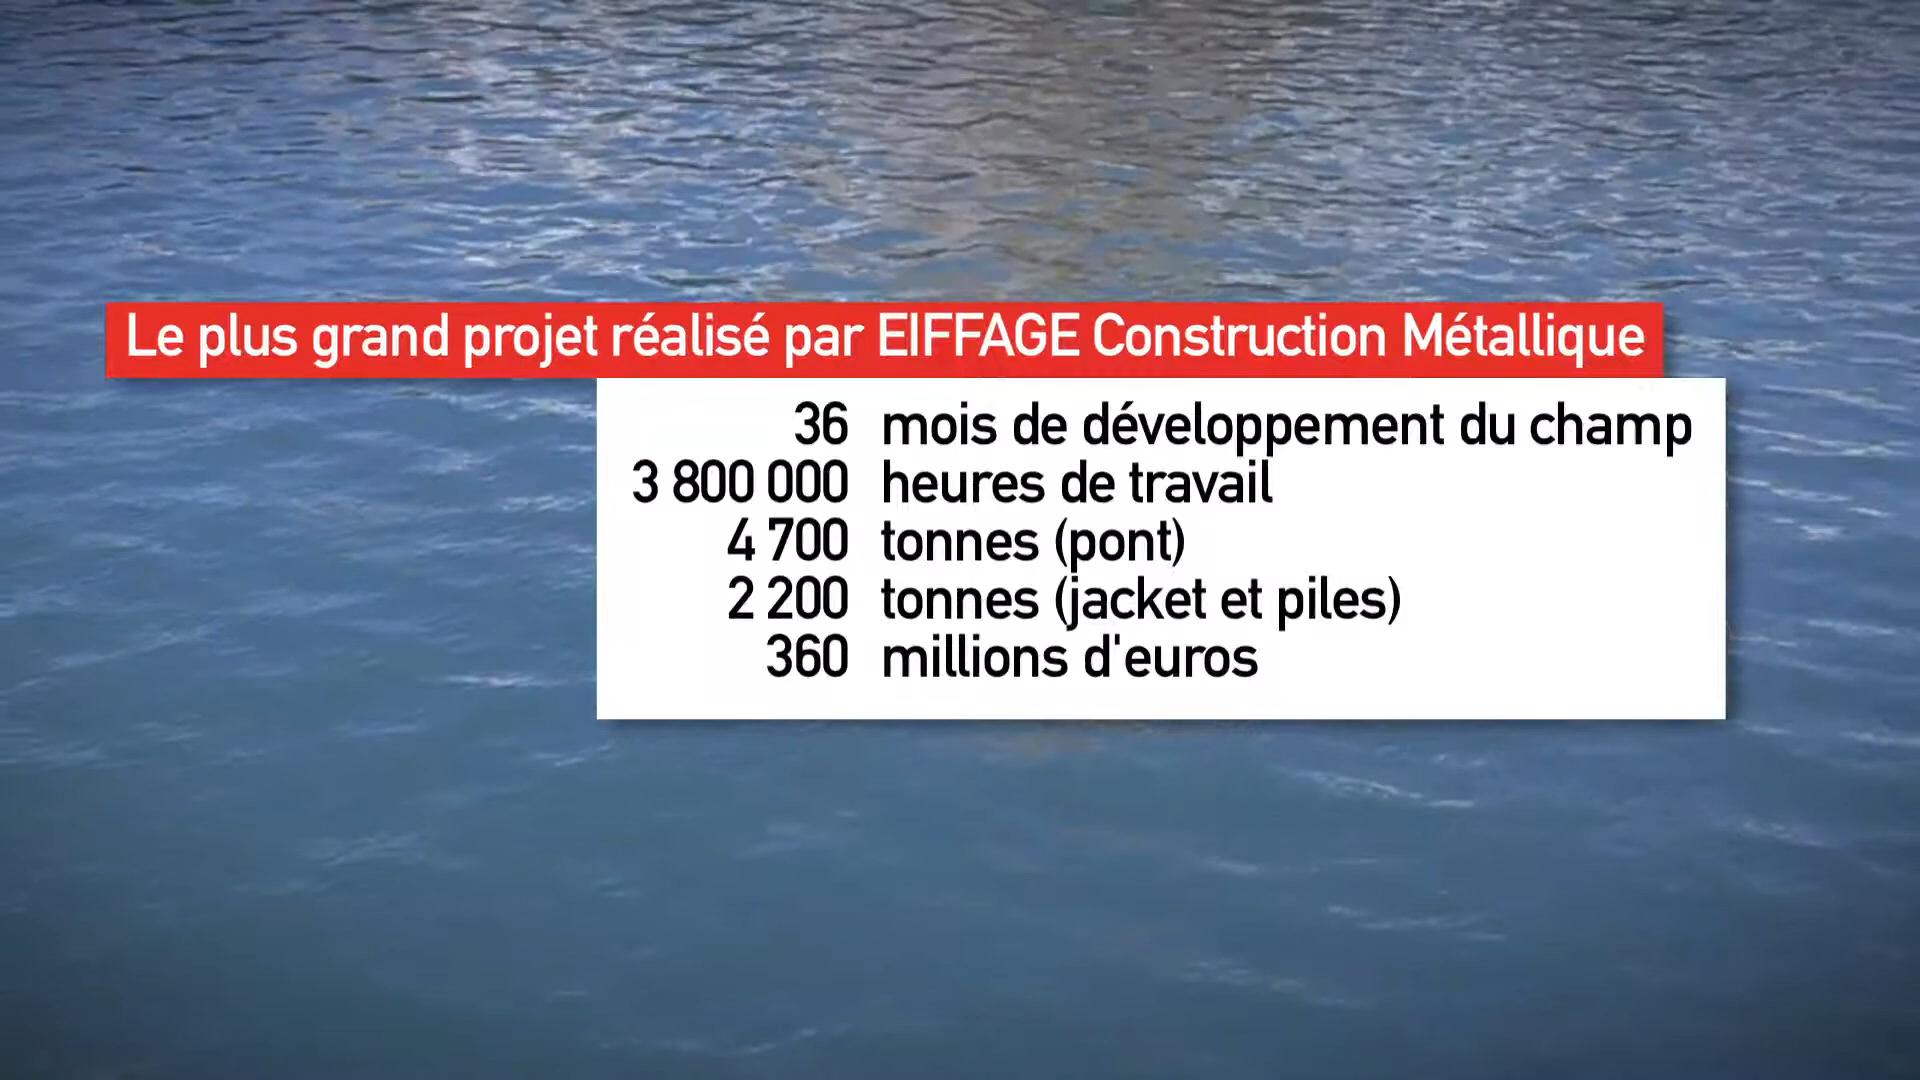 Le plus grand projet réalisé par EIFFAGE Construction Métallique
36 mois de développement du champ
3 800 000 heures de travail
4 700 tonnes (pont)
2 200 tonnes (jacket et piles)
360 millions d'euros